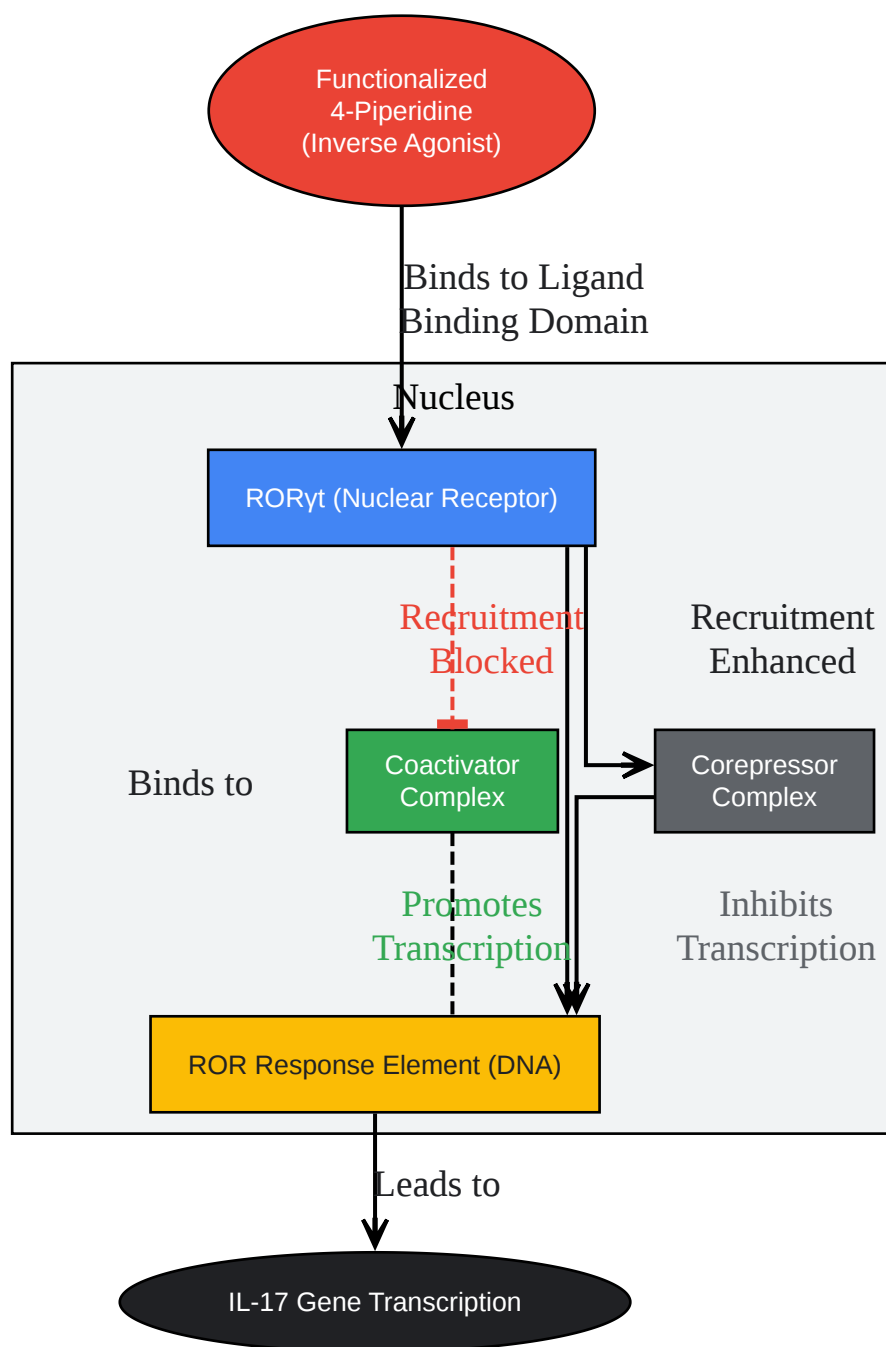 Functionalized
4-Piperidine
(Inverse Agonist)
Binds to Ligand
Binding Domain
Nucleus
RORγt (Nuclear Receptor)
Recruitment
Blocked
Recruitment
Enhanced
Binds to
Coactivator
Complex
Corepressor
Complex
Promotes
Transcription
Inhibits
Transcription
ROR Response Element (DNA)
Leads to
IL-17 Gene Transcription